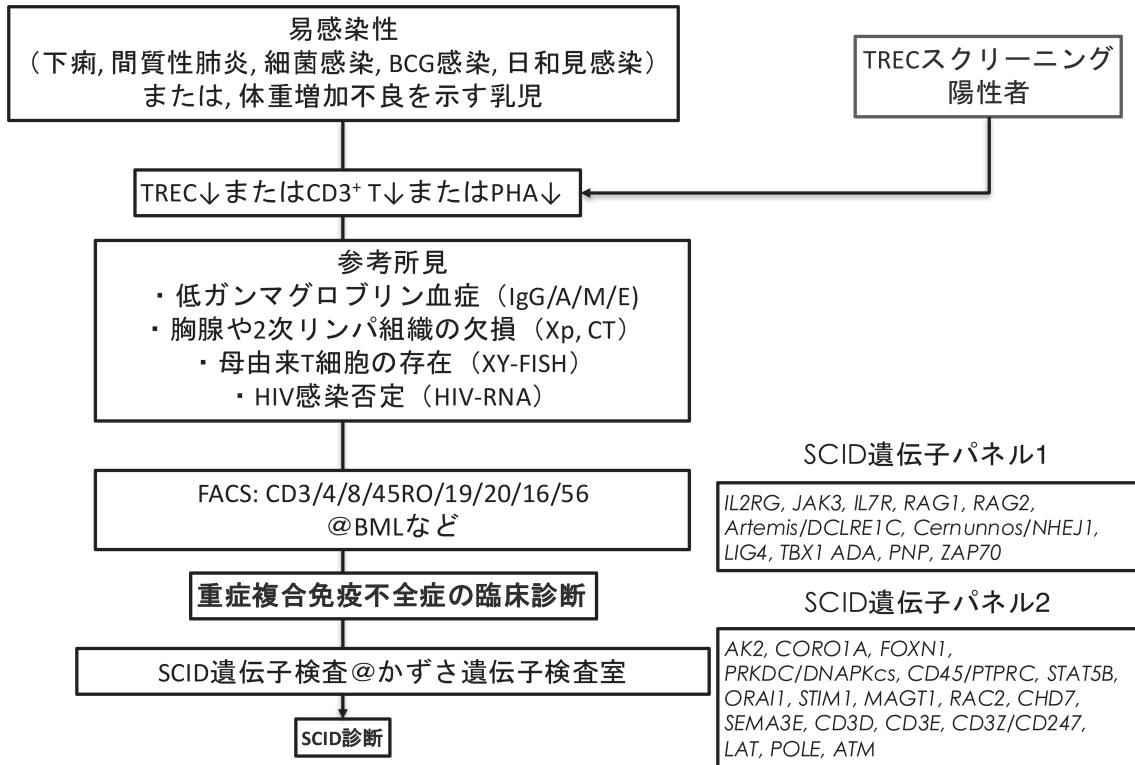 易感染性
（下痢, 間質性肺炎, 細菌感染, BCG感染, 日和見感染）
または, 体重増加不良を示す乳児
TRECスクリーニング
陽性者
TREC↓またはCD3⁺ T↓またはPHA↓
参考所見
・低ガンマグロブリン血症（IgG/A/M/E)
・胸腺や2次リンパ組織の欠損（Xp, CT）
・母由来T細胞の存在（XY-FISH）
・HIV感染否定（HIV-RNA）
FACS: CD3/4/8/45RO/19/20/16/56
@BMLなど
重症複合免疫不全症の臨床診断
SCID遺伝子検査@かずさ遺伝子検査室
SCID診断
SCID遺伝子パネル1
IL2RG, JAK3, IL7R, RAG1, RAG2,
Artemis/DCLRE1C, Cernunnos/NHEJ1,
LIG4, TBX1 ADA, PNP, ZAP70
SCID遺伝子パネル2
AK2, CORO1A, FOXN1,
PRKDC/DNAPKcs, CD45/PTPRC, STAT5B,
ORAI1, STIM1, MAGT1, RAC2, CHD7,
SEMA3E, CD3D, CD3E, CD3Z/CD247,
LAT, POLE, ATM